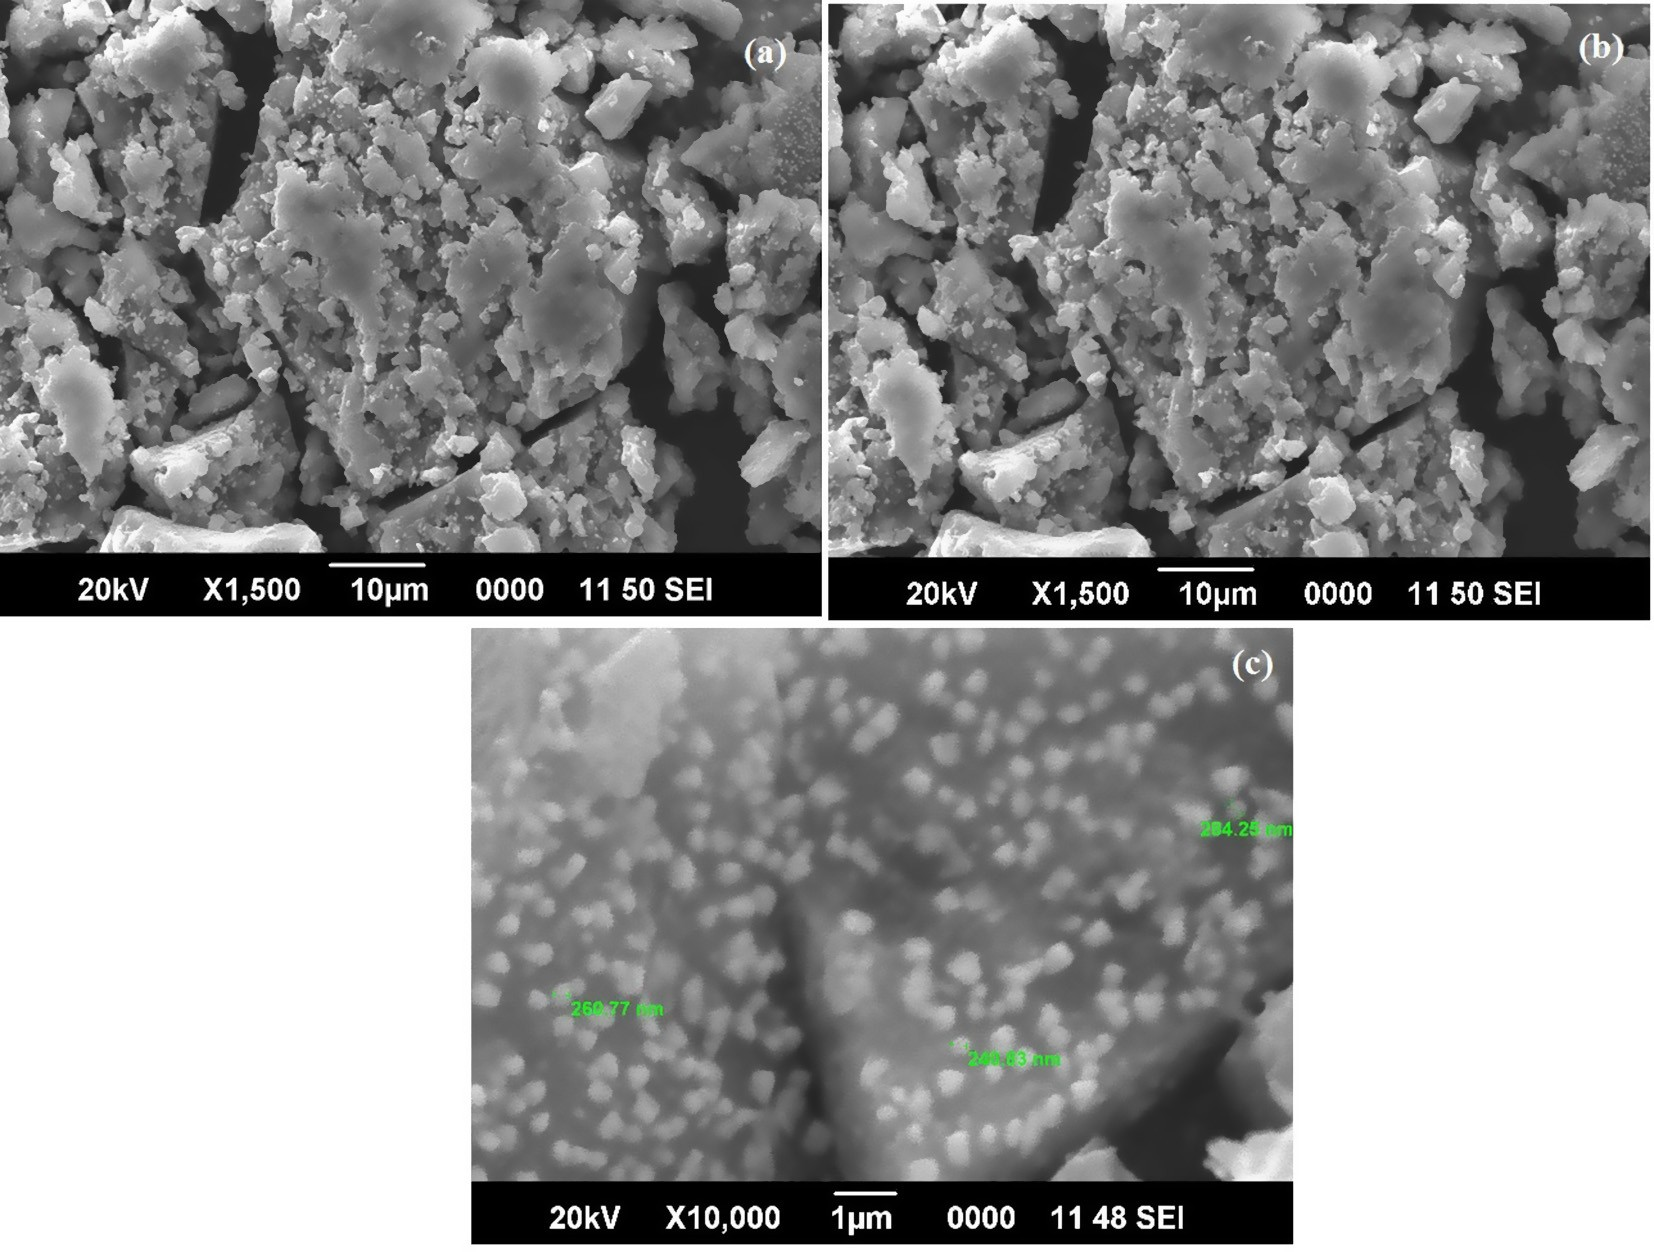 (a)
(b)
20kV X1,500 10µm 0000 11 50 SEI
20kV X1,500 10µm 0000 11 50 SEI
(c)
260.77 nm
20kV X10,000 1µm 0000 11 48 SEI